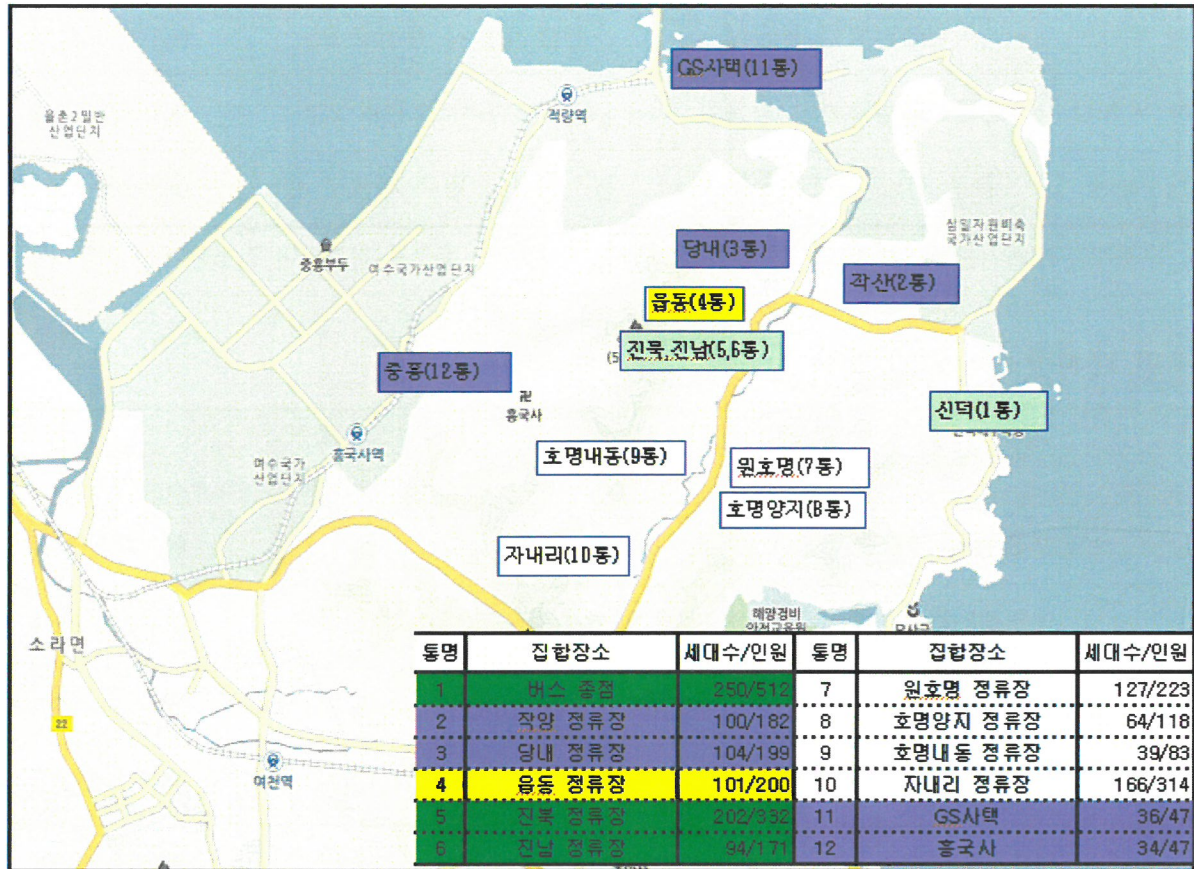 GS사택(11통)
적량역
율촌2일반
산업단지
삼일자원비축
국가산업단지
당내(3통)
작산(2통)
중흥부두
여수국가산업단지
읍동(4통)
진북,진남(5,6통)
중흥(12통)
흥국사
신덕(1통)
흥국사역
호명내동(9통)
원호명(7통)
여수국가
산업단지
호명양지(8통)
자내리(10통)
해양경비
안전교육원
소라면
22
여천역
통명 집합장소 세대수/인원 통명 집합장소 세대수/인원
1 버스 종점 250/512 7 원호명 정류장 127/223
2 작양 정류장 100/182 8 호명양지 정류장 64/118
3 당내 정류장 104/199 9 호명내동 정류장 39/83
4 읍동 정류장 101/200 10 자내리 정류장 166/314
5 진북 정류장 202/332 11 GS사택 36/47
6 진남 정류장 94/171 12 흥국사 34/47